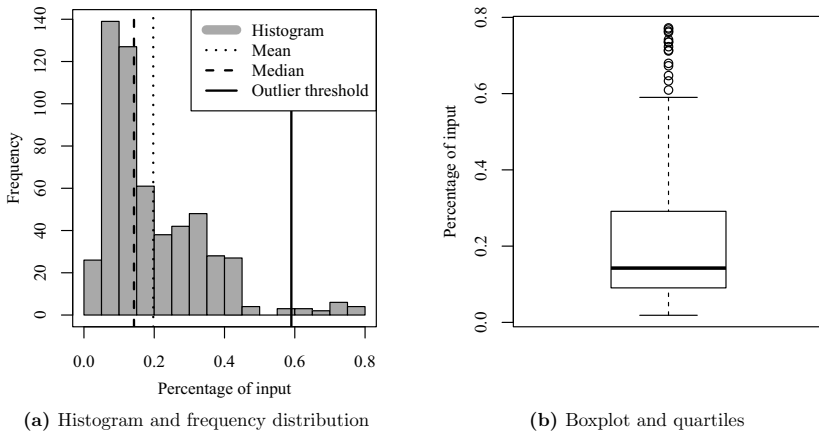 140
100
80
60
40
20
0
Frequency
Histogram
Mean
Median
Outlier threshold
0.0 0.2 0.4 0.6 0.8
Percentage of input
(a) Histogram and frequency distribution
0.8
0.6
0.4
0.2
0.0
Percentage of input
(b) Boxplot and quartiles